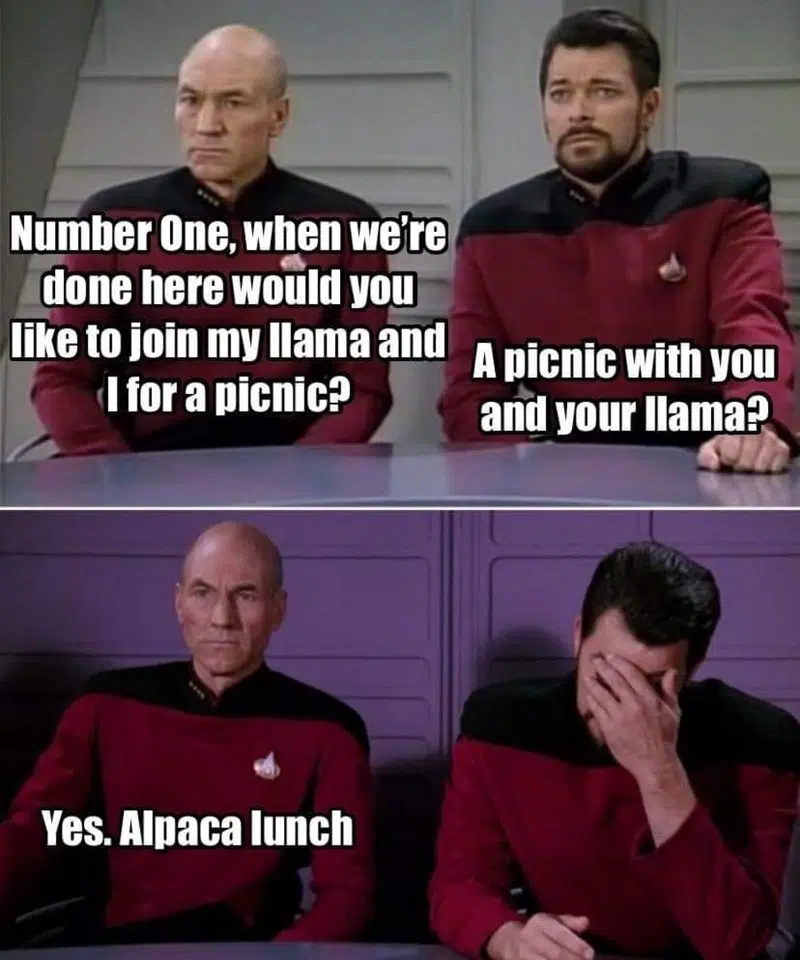 Number One, when we're
done here would you
like to join my llama and
I for a picnic?
A picnic with you
and your llama?
Yes. Alpaca lunch